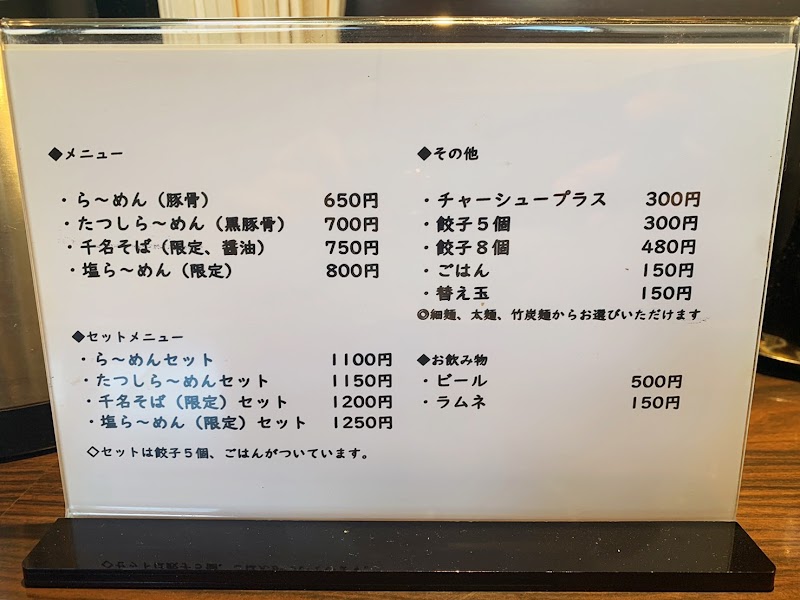 ◆メニュー
・ら～めん（豚骨） 650円
・たつしら～めん（黒豚骨） 700円
・千名そば（限定、醤油） 750円
・塩ら～めん（限定） 800円
◆セットメニュー
・ら～めんセット 1100円
・たつしら～めんセット 1150円
・千名そば（限定）セット 1200円
・塩ら～めん（限定）セット 1250円
◇セットは餃子５個、ごはんがついています。
◆その他
・チャーシュープラス 300円
・餃子５個 300円
・餃子８個 480円
・ごはん 150円
・替え玉 150円
◎細麺、太麺、竹炭麺からお選びいただけます
◆お飲み物
・ビール 500円
・ラムネ 150円